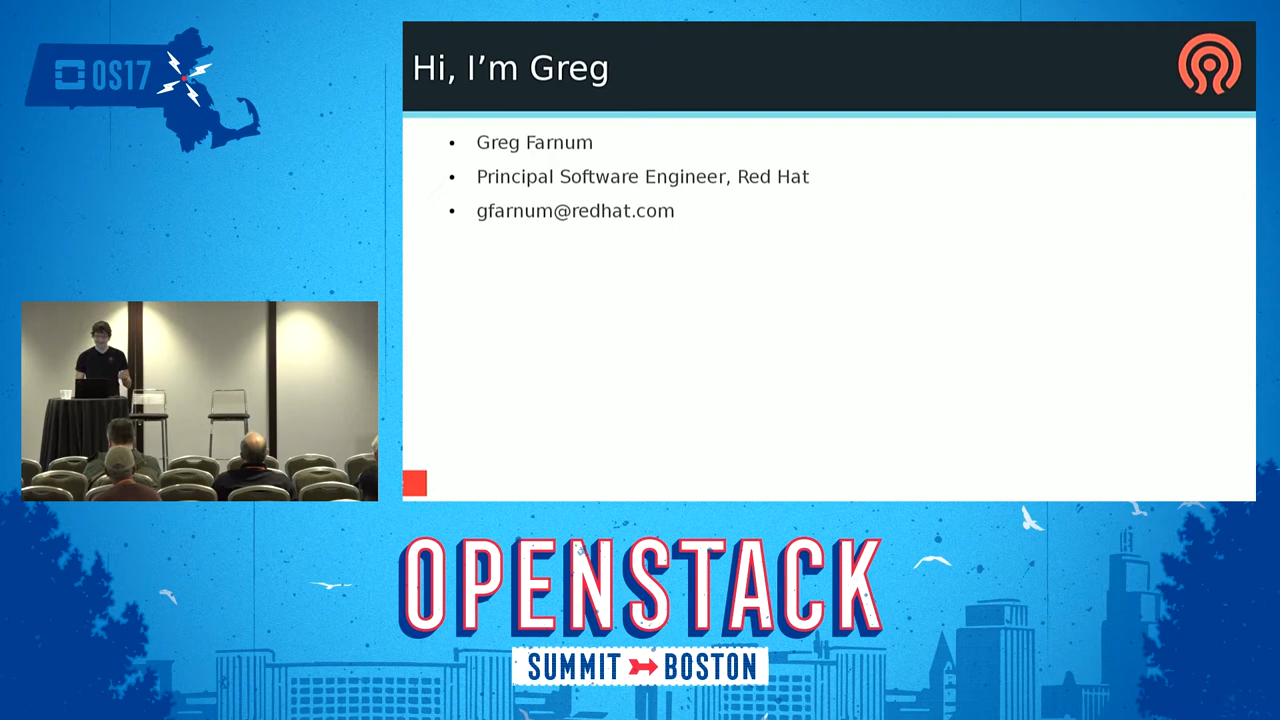 OS17
Hi, I'm Greg
• Greg Farnum
• Principal Software Engineer, Red Hat
• gfarnum@redhat.com
OPENSTACK
SUMMIT BOSTON